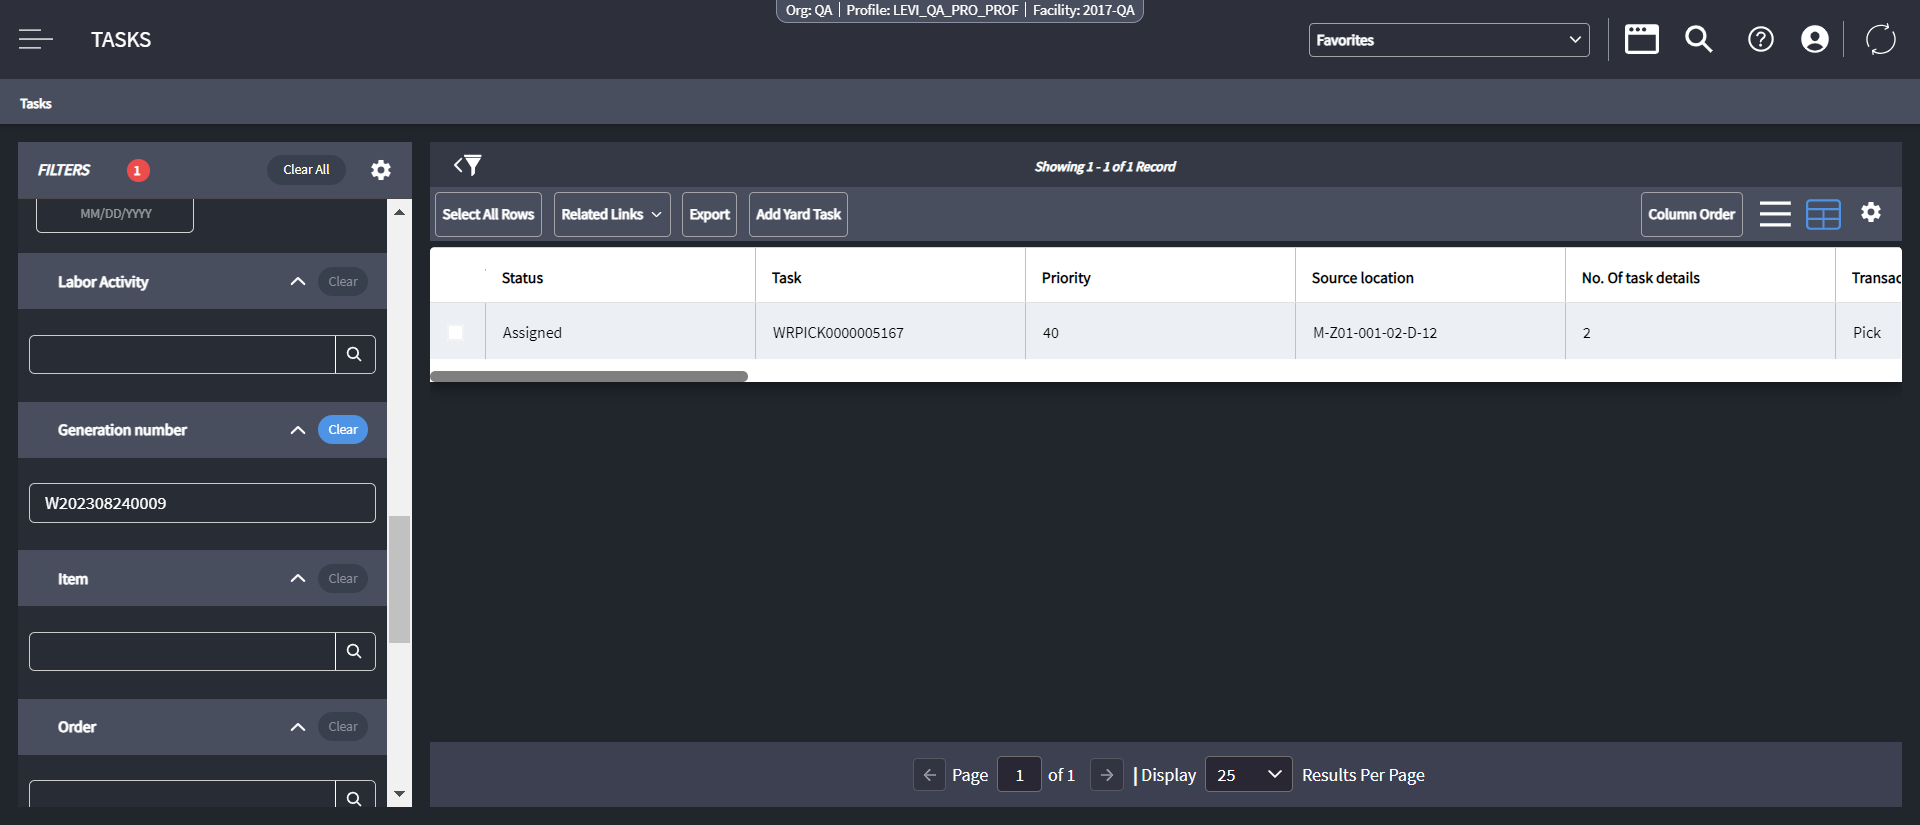 Org: QA | Profile: LEVI_QA_PRO_PROF | Facility: 2017-QA
TASKS
Favorites
Tasks
FILTERS
1
Clear All
MM/DD/YYYY
Labor Activity
Clear
Generation number
Clear
W202308240009
Item
Clear
Order
Clear
Showing 1 - 1 of 1 Record
Select All Rows
Related Links
Export
Add Yard Task
Column Order
Status Task Priority Source location No. Of task details Transac
Assigned WRPICK0000005167 40 M-Z01-001-02-D-12 2 Pick
Page 1 of 1 | Display 25 Results Per Page